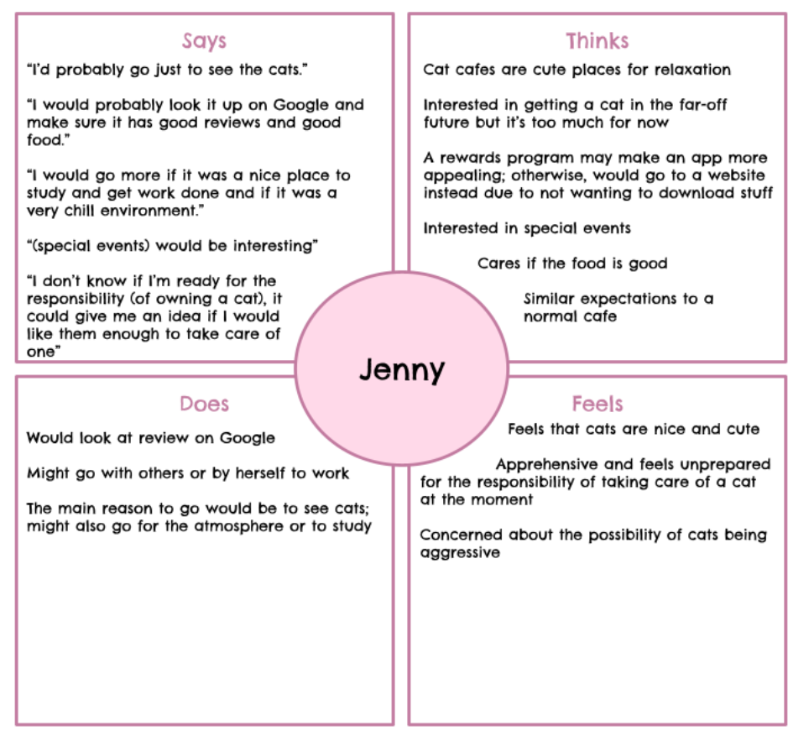 Says
“I’d probably go just to see the cats.”
“I would probably look it up on Google and
make sure it has good reviews and good
food.”
“I would go more if it was a nice place to
study and get work done and if it was a
very chill environment.”
“(special events) would be interesting”
“I don’t know if I’m ready for the
responsibility (of owning a cat), it
could give me an idea if I would
like them enough to take care of
one”
Thinks
Cat cafes are cute places for relaxation
Interested in getting a cat in the far-off
future but it’s too much for now
A rewards program may make an app more
appealing; otherwise, would go to a website
instead due to not wanting to download stuff
Interested in special events
Cares if the food is good
Similar expectations to a
normal cafe
Jenny
Does
Would look at review on Google
Might go with others or by herself to work
The main reason to go would be to see cats;
might also go for the atmosphere or to study
Feels
Feels that cats are nice and cute
Apprehensive and feels unprepared
for the responsibility of taking care of a cat
at the moment
Concerned about the possibility of cats being
aggressive